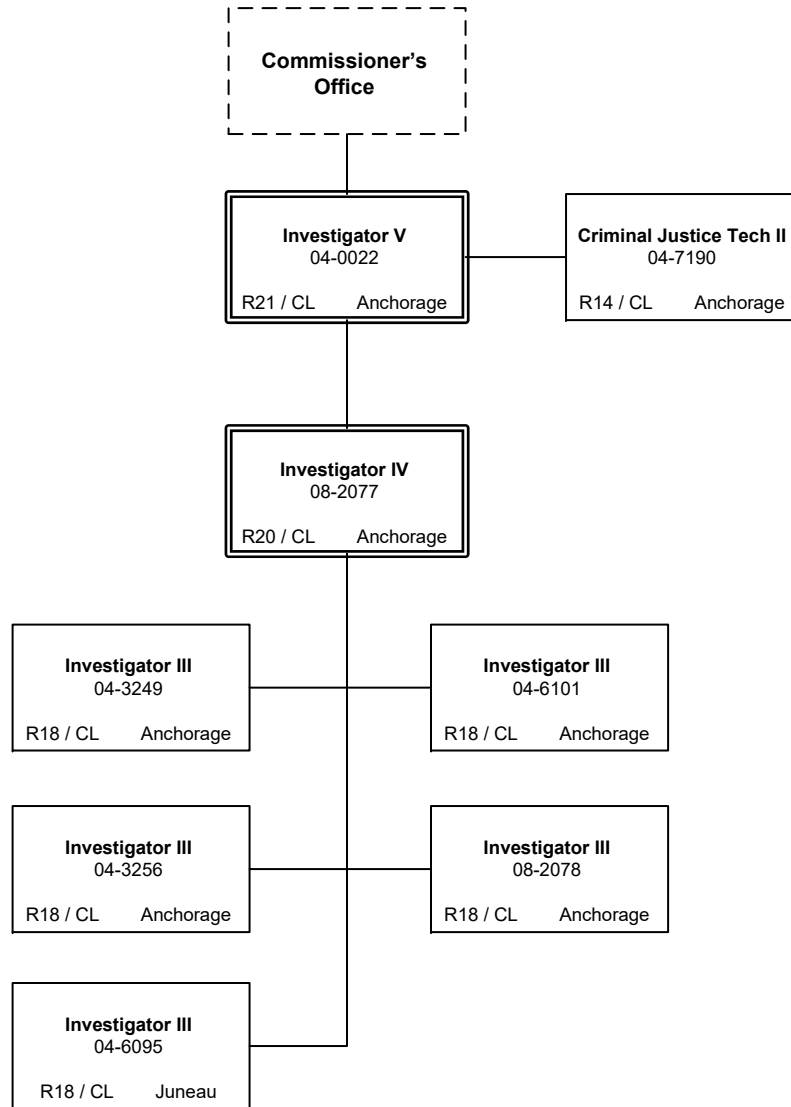 Commissioner’s
Office
Investigator V
04-0022
R21 / CL Anchorage
Criminal Justice Tech II
04-7190
R14 / CL Anchorage
Investigator IV
08-2077
R20 / CL Anchorage
Investigator III
04-3249
R18 / CL Anchorage
Investigator III
04-6101
R18 / CL Anchorage
Investigator III
04-3256
R18 / CL Anchorage
Investigator III
08-2078
R18 / CL Anchorage
Investigator III
04-6095
R18 / CL Juneau